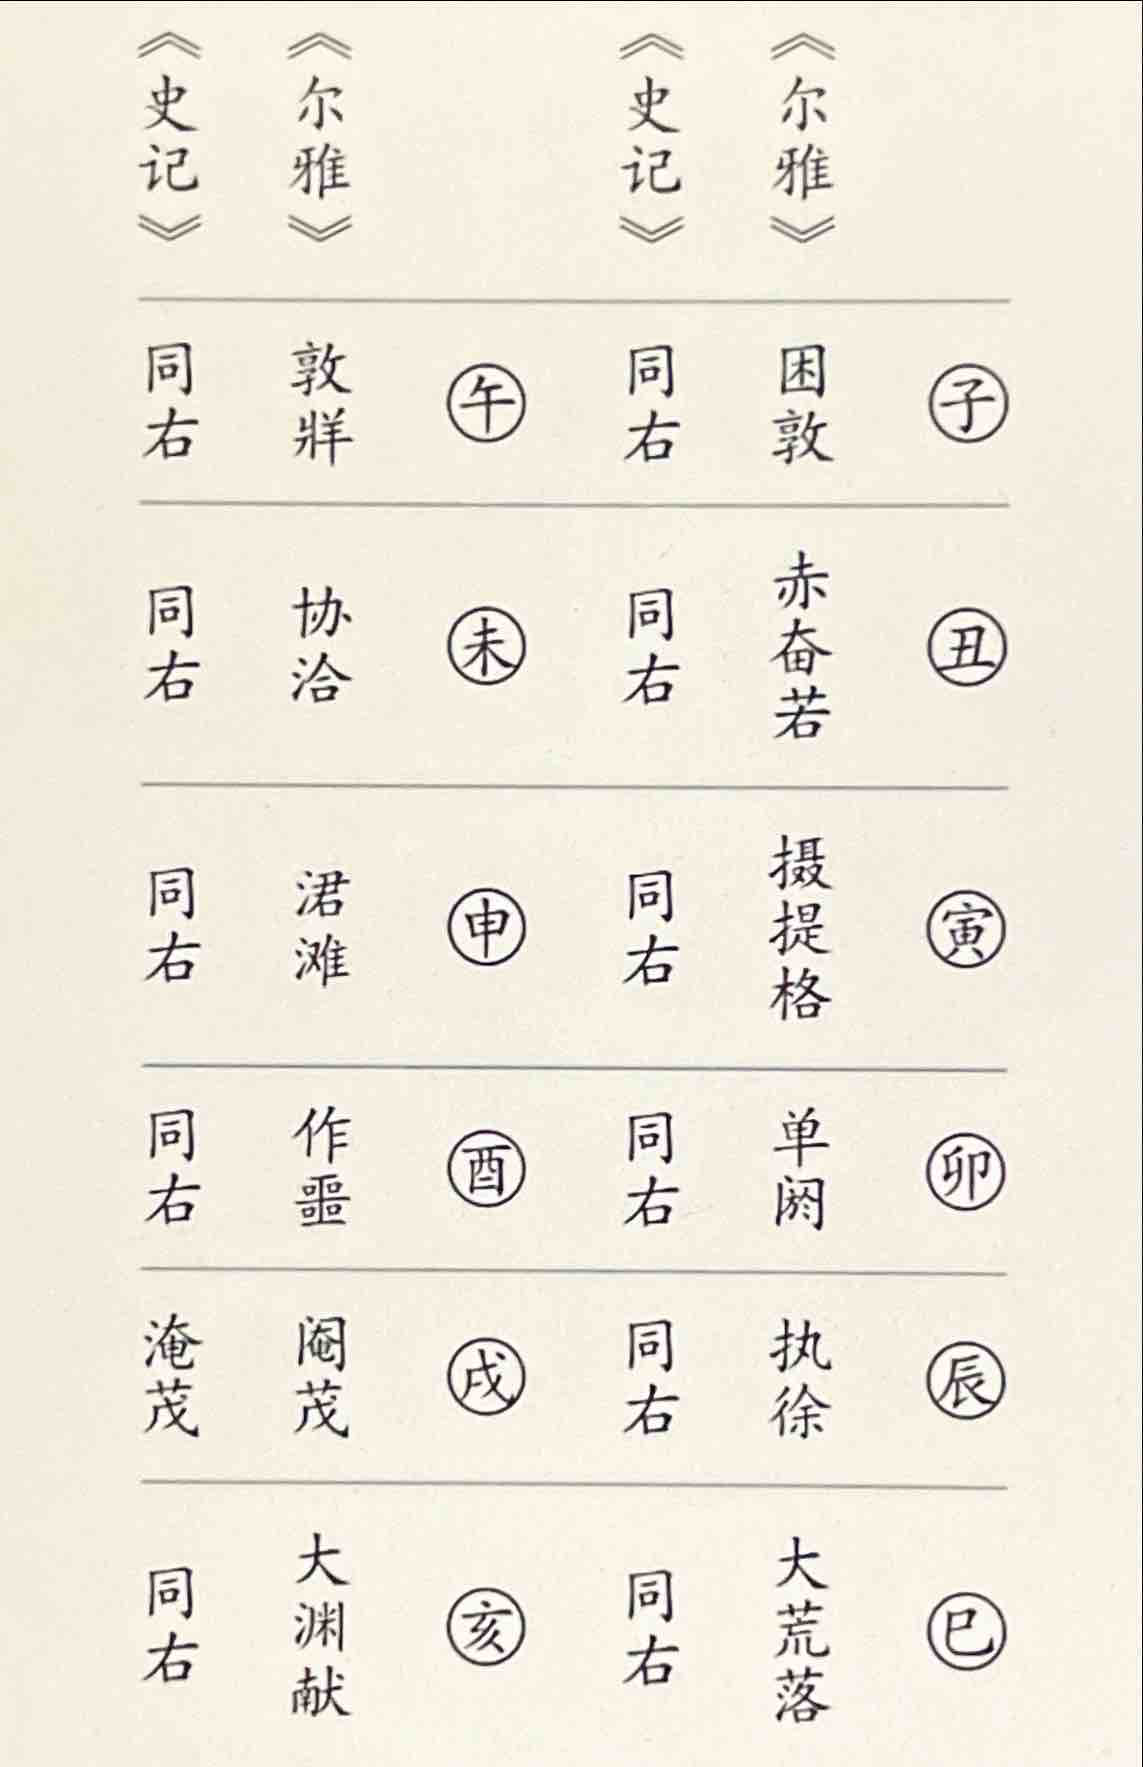 子 丑 寅 卯 辰 巳
《尔雅》 困敦 赤奋若 摄提格 单阏 执徐 大荒落
《史记》 同右 同右 同右 同右 同右 同右
午 未 申 酉 戌 亥
《尔雅》 敦牂 协洽 涒滩 作噩 阉茂 大渊献
《史记》 同右 同右 同右 同右 淹茂 同右